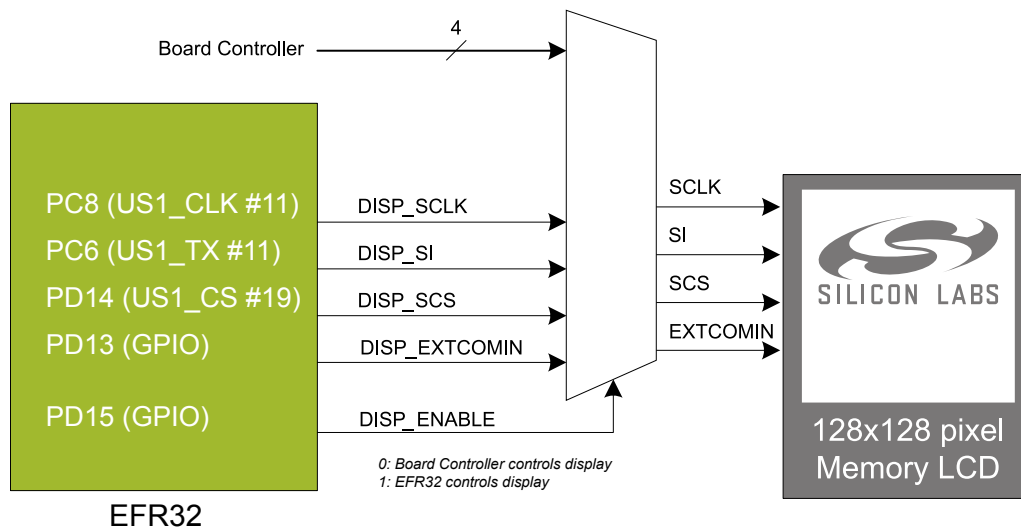 4
Board Controller
PC8 (US1_CLK #11)
DISP_SCLK
SCLK
PC6 (US1_TX #11)
DISP_SI
SI
PD14 (US1_CS #19)
DISP_SCS
SCS
PD13 (GPIO)
DISP_EXTCOMIN
EXTCOMIN
PD15 (GPIO)
DISP_ENABLE
SILICON LABS
128x128 pixel
Memory LCD
0: Board Controller controls display
1: EFR32 controls display
EFR32